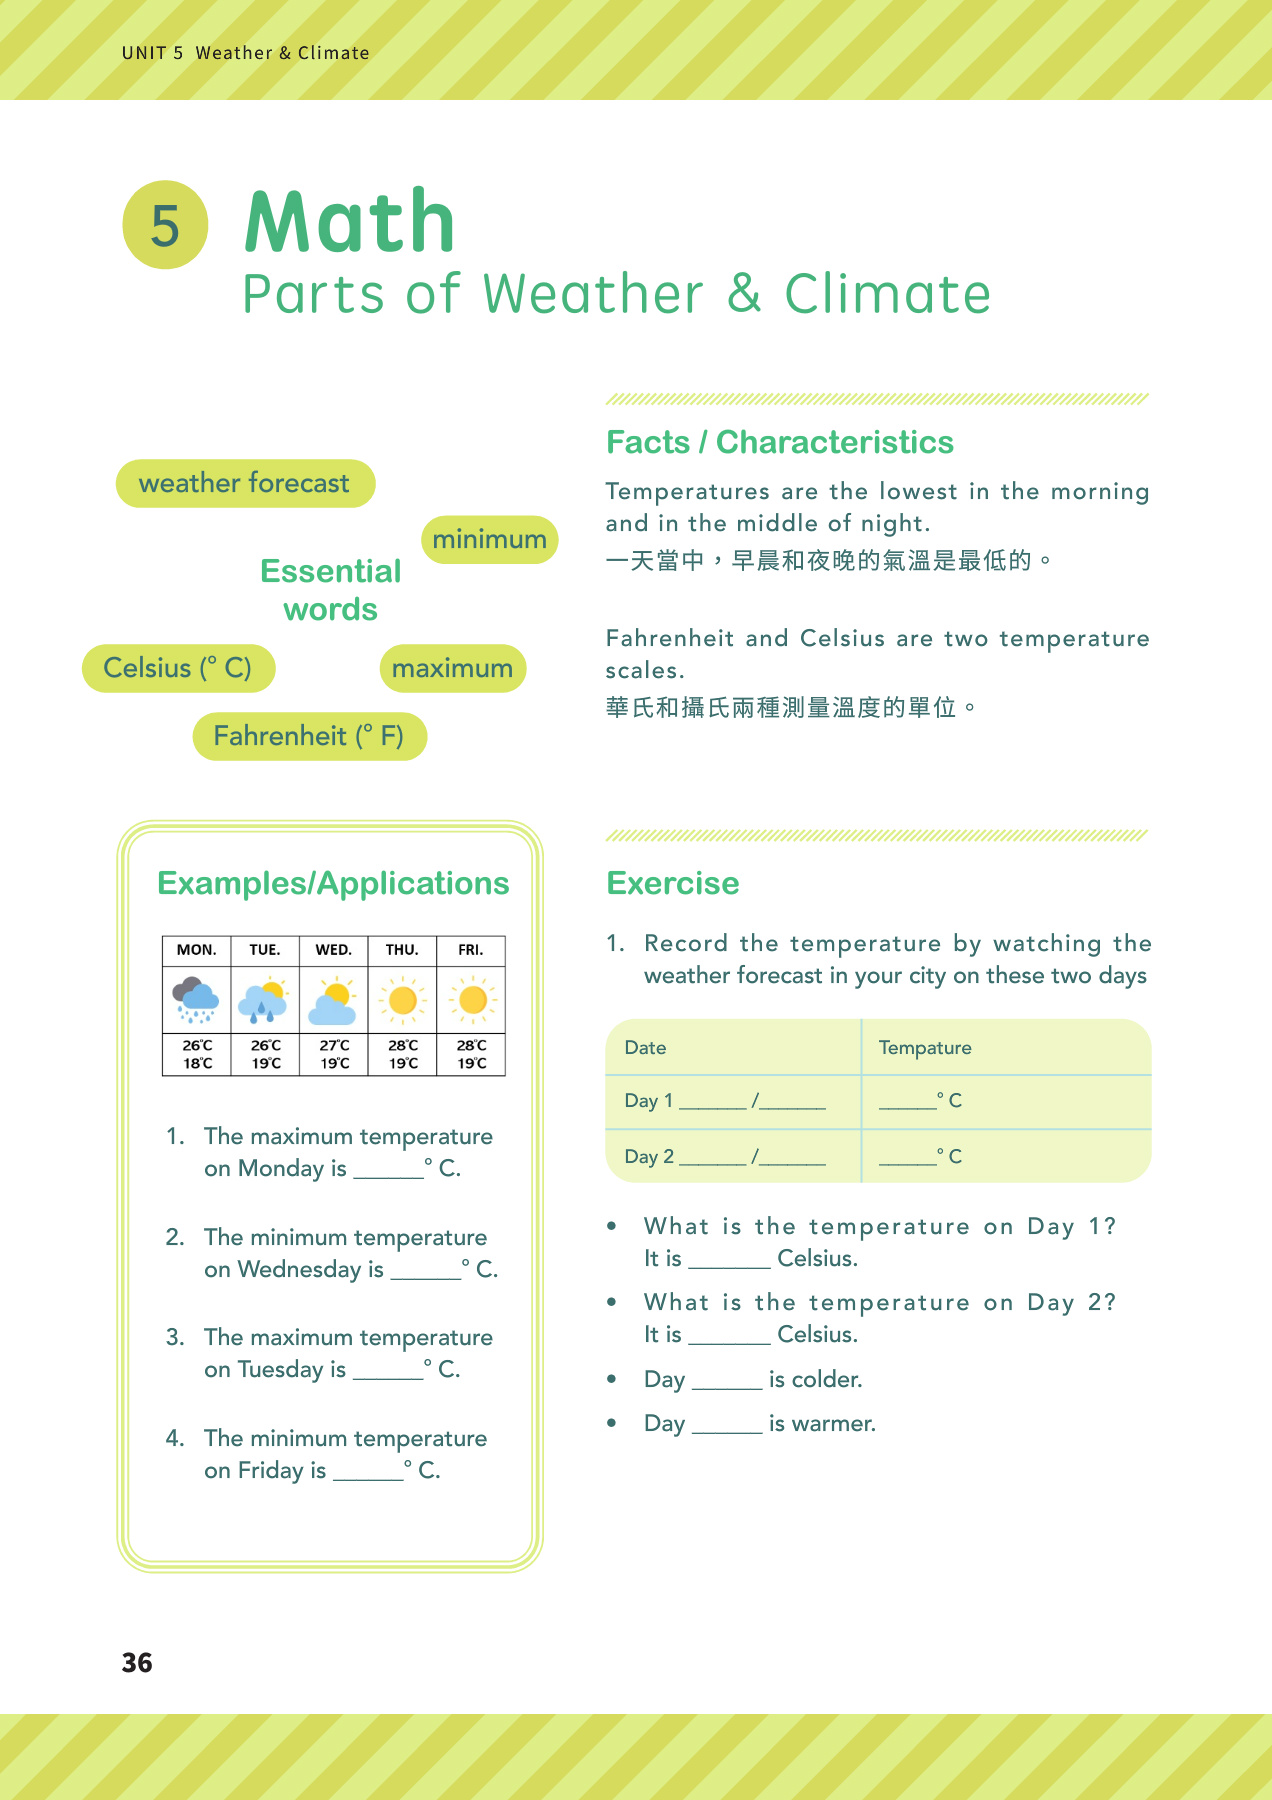 UNIT 5 Weather & Climate
5
Math
Parts of Weather & Climate
weather forecast
minimum
Essential
words
Celsius (° C)
maximum
Fahrenheit (° F)
Facts / Characteristics
Temperatures are the lowest in the morning
and in the middle of night.
一天當中，早晨和夜晚的氣溫是最低的。
Fahrenheit and Celsius are two temperature
scales.
華氏和攝氏兩種測量溫度的單位。
Examples/Applications
MON. TUE. WED. THU. FRI.
26°C 26°C 27°C 28°C 28°C
18°C 19°C 19°C 19°C 19°C
1. The maximum temperature
on Monday is ______° C.
2. The minimum temperature
on Wednesday is ______° C.
3. The maximum temperature
on Tuesday is ______° C.
4. The minimum temperature
on Friday is ______° C.
Exercise
1. Record the temperature by watching the
weather forecast in your city on these two days
Date Tempature
Day 1 _______ /_______ ______° C
Day 2 _______ /_______ ______° C
• What is the temperature on Day 1?
It is _______ Celsius.
• What is the temperature on Day 2?
It is _______ Celsius.
• Day ______ is colder.
• Day ______ is warmer.
36